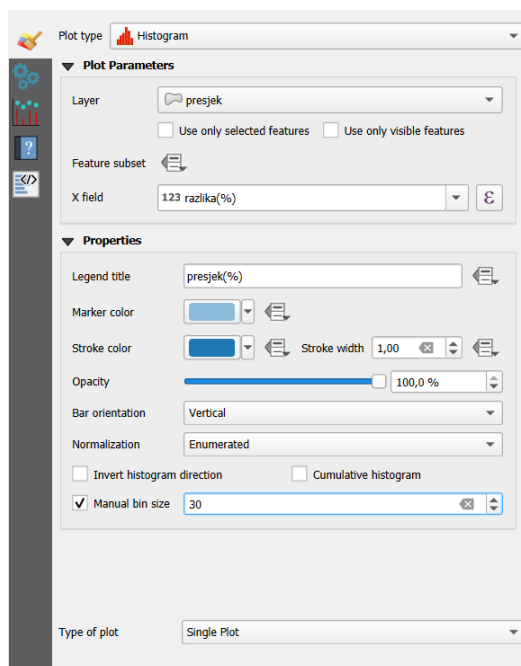 Plot type Histogram
Plot Parameters
Layer presjek
Use only selected features Use only visible features
Feature subset
X field 123 razlika(%) ε
Properties
Legend title presjek(%)
Marker color
Stroke color Stroke width 1,00
Opacity 100,0 %
Bar orientation Vertical
Normalization Enumerated
Invert histogram direction Cumulative histogram
Manual bin size 30
Type of plot Single Plot